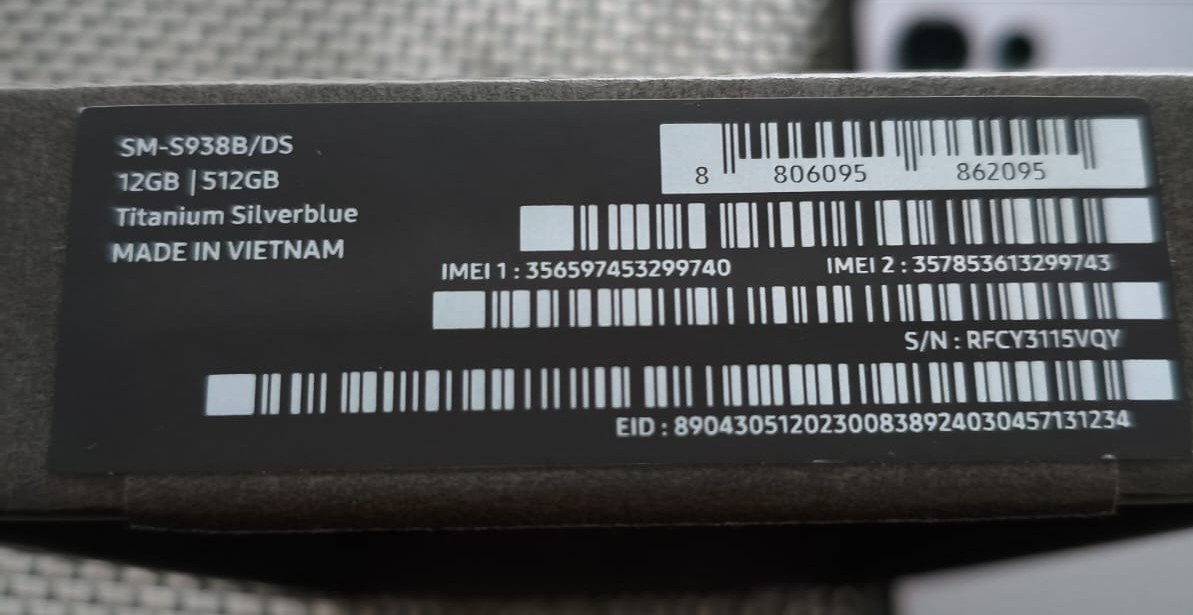 SM-S938B/DS
12GB | 512GB
Titanium Silverblue
MADE IN VIETNAM
8 806095 862095
IMEI 1 : 356597453299740 IMEI 2 : 357853613299743
S/N : RFCY3115VQY
EID : 89043051202300838924030457131234